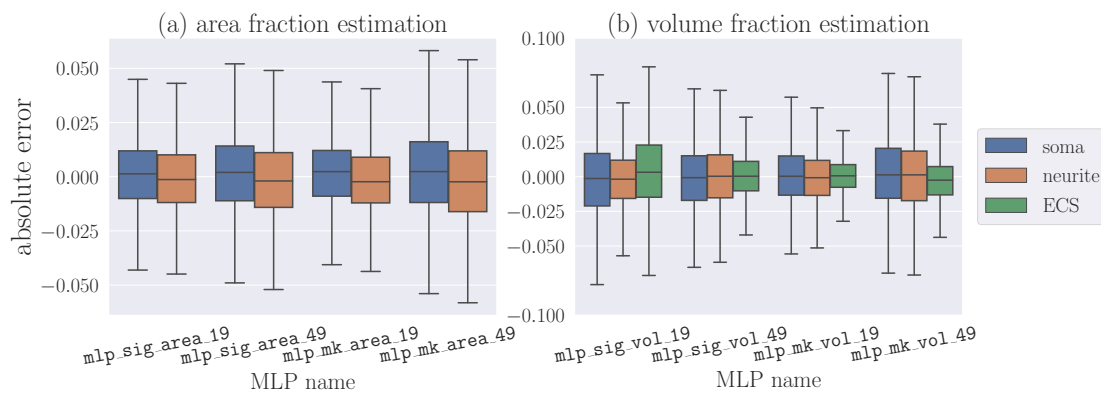 (a) area fraction estimation
absolute error
0.050
0.025
0.000
−0.025
−0.050
mlp_sig_area_19
mlp_sig_area_49
mlp_mk_area_19
mlp_mk_area_49
MLP name
(b) volume fraction estimation
0.100
0.050
0.025
0.000
−0.025
−0.050
−0.100
mlp_sig_vol_19
mlp_sig_vol_49
mlp_mk_vol_19
mlp_mk_vol_49
MLP name
soma
neurite
ECS